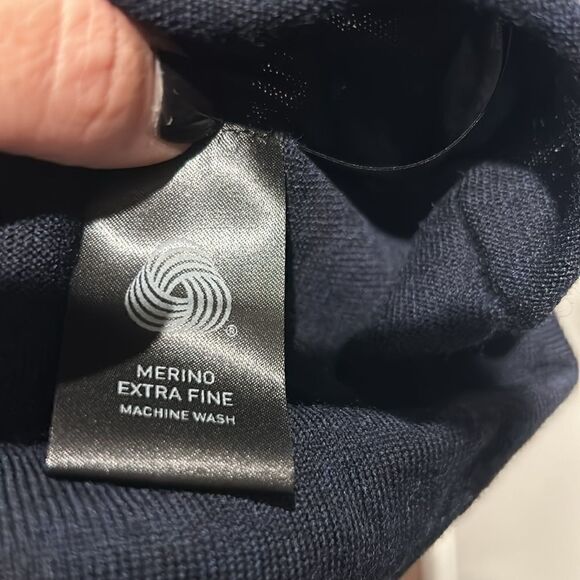 ®
MERINO
EXTRA FINE
MACHINE WASH